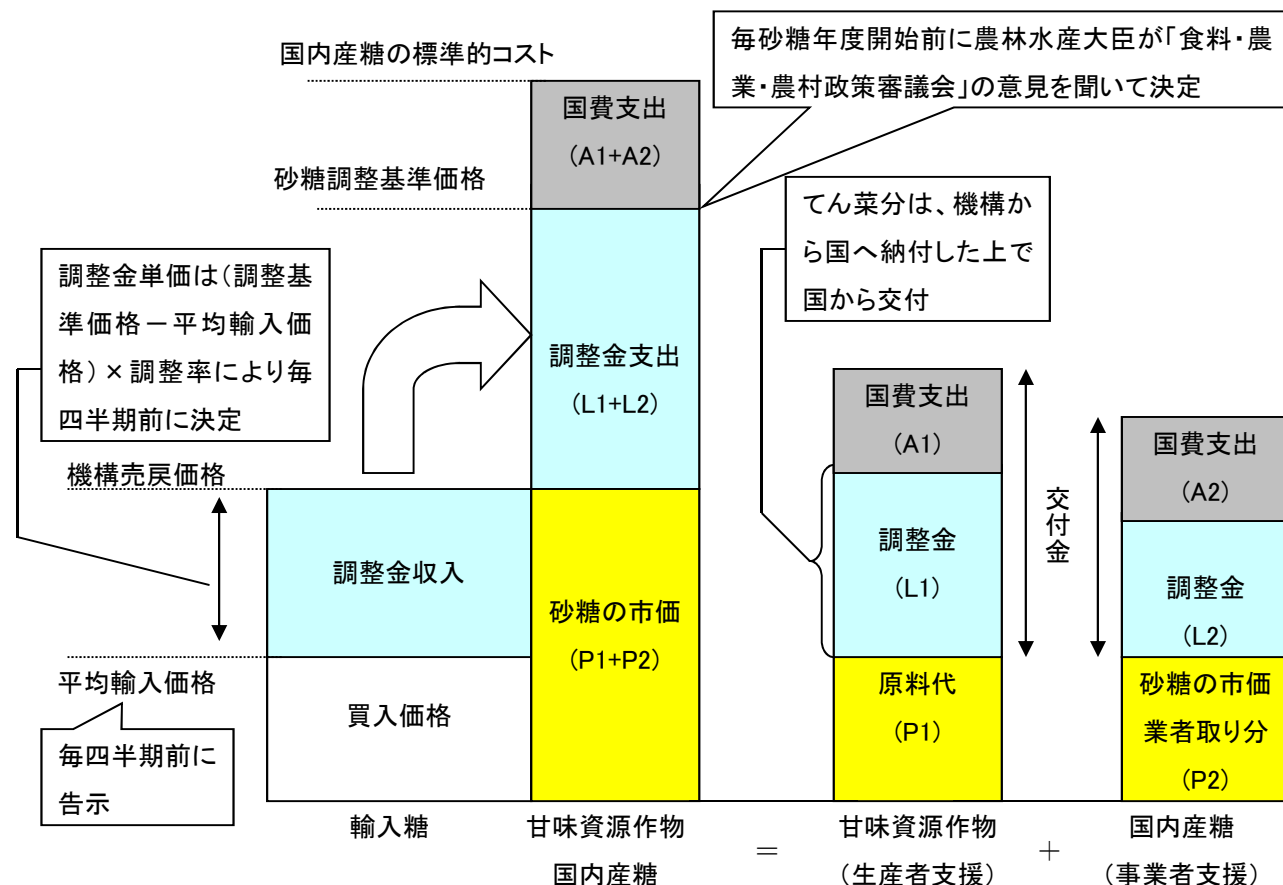 国内産糖の標準的コスト
毎砂糖年度開始前に農林水産大臣が「食料・農
業・農村政策審議会」の意見を聞いて決定
国費支出
(A1+A2)
砂糖調整基準価格
てん菜分は、機構か
ら国へ納付した上で
国から交付
調整金単価は(調整基
準価格-平均輸入価
格)×調整率により毎
四半期前に決定
調整金支出
(L1+L2)
国費支出
(A1)
国費支出
(A2)
機構売戻価格
交付金
調整金収入
調整金
(L1)
調整金
(L2)
砂糖の市価
(P1+P2)
平均輸入価格
買入価格
原料代
(P1)
砂糖の市価
業者取り分
(P2)
毎四半期前に
告示
輸入糖
甘味資源作物
国内産糖
=
甘味資源作物
(生産者支援)
+
国内産糖
(事業者支援)